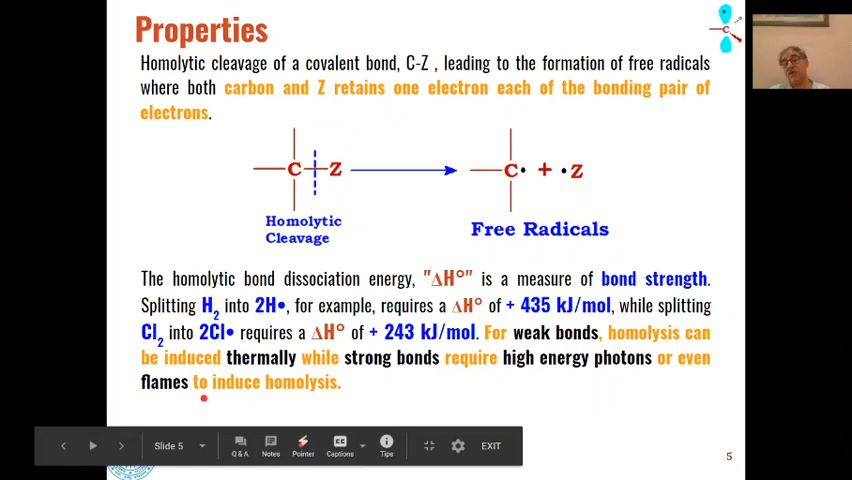 Properties
C
Homolytic cleavage of a covalent bond, C-Z , leading to the formation of free radicals
where both carbon and Z retains one electron each of the bonding pair of
electrons.
C Z C• + •Z
Homolytic
Cleavage
Free Radicals
The homolytic bond dissociation energy, "ΔH°" is a measure of bond strength.
Splitting H₂ into 2H•, for example, requires a ΔH° of + 435 kJ/mol, while splitting
Cl₂ into 2Cl• requires a ΔH° of + 243 kJ/mol. For weak bonds, homolysis can
be induced thermally while strong bonds require high energy photons or even
flames to induce homolysis.
Slide 5
Q & A
Notes
Pointer
Captions
Tips
EXIT
5